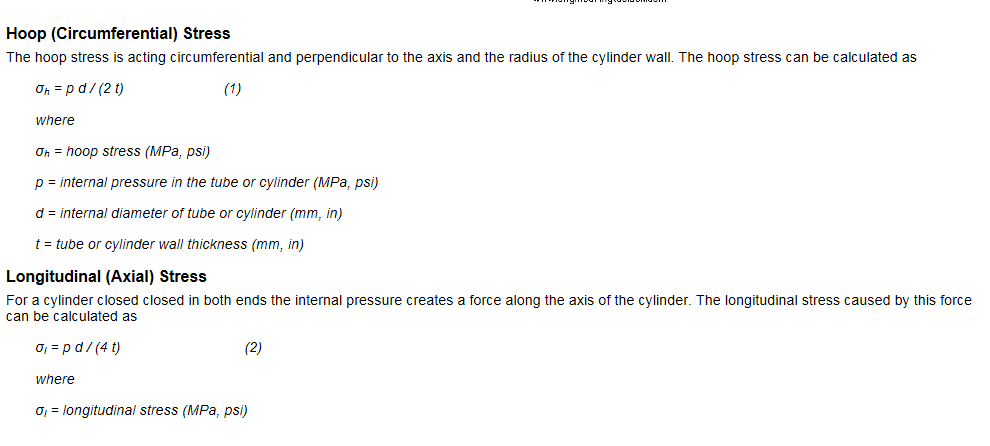 Hoop (Circumferential) Stress
The hoop stress is acting circumferential and perpendicular to the axis and the radius of the cylinder wall. The hoop stress can be calculated as
σh = p d / (2 t) (1)
where
σh = hoop stress (MPa, psi)
p = internal pressure in the tube or cylinder (MPa, psi)
d = internal diameter of tube or cylinder (mm, in)
t = tube or cylinder wall thickness (mm, in)
Longitudinal (Axial) Stress
For a cylinder closed closed in both ends the internal pressure creates a force along the axis of the cylinder. The longitudinal stress caused by this force
can be calculated as
σl = p d / (4 t) (2)
where
σl = longitudinal stress (MPa, psi)